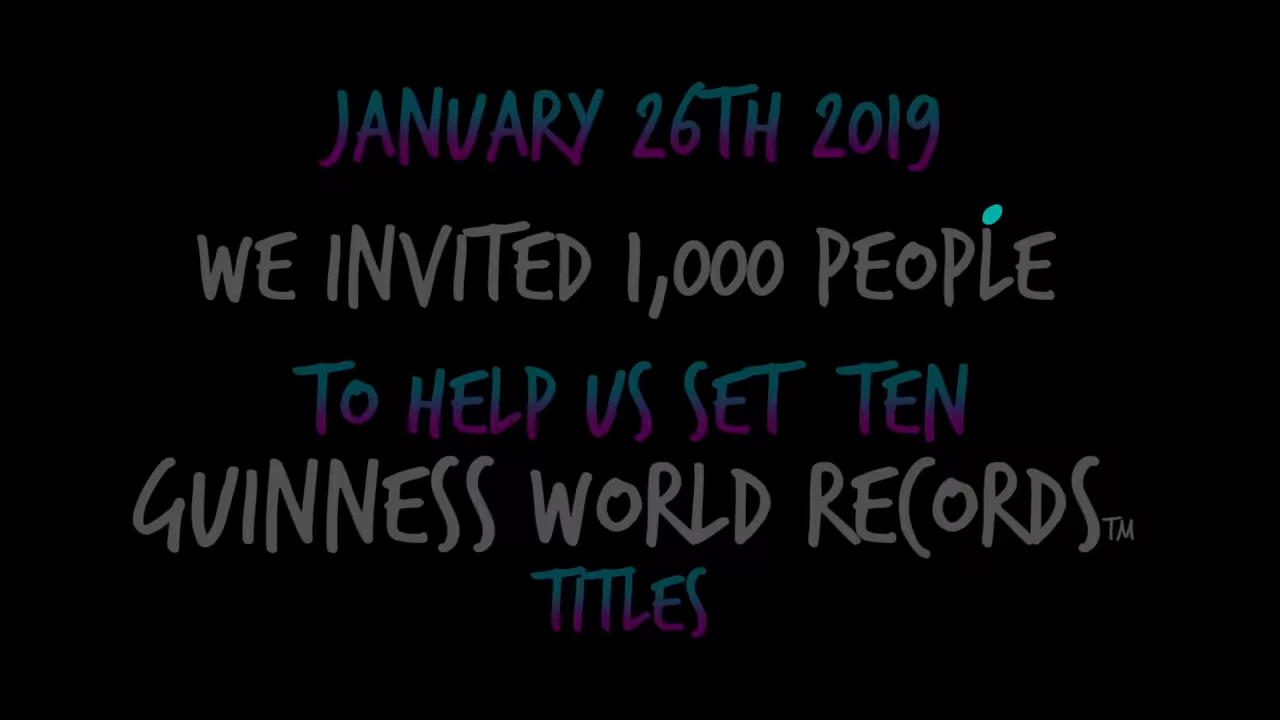 JANUARY 26TH 2019
WE INVITED 1,000 PEOPLE
TO HELP US SET TEN
GUINNESS WORLD RECORDS™
TITLES